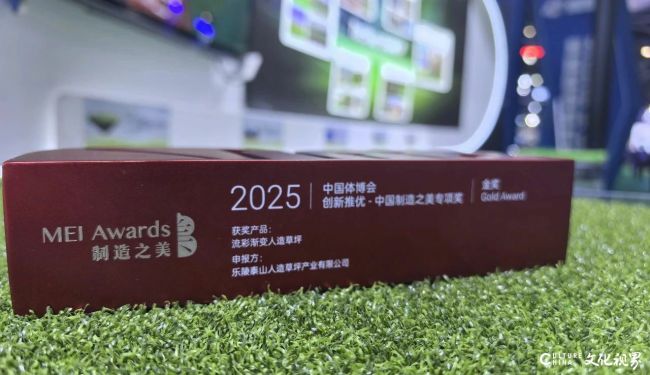 MEI Awards
制造之美
2025
中国体博会
创新推优 - 中国制造之美专项奖
金奖
Gold Award
获奖产品：
流彩渐变人造草坪
申报方：
乐陵泰山人造草坪产业有限公司
CULTURE
CHINA
文化视界